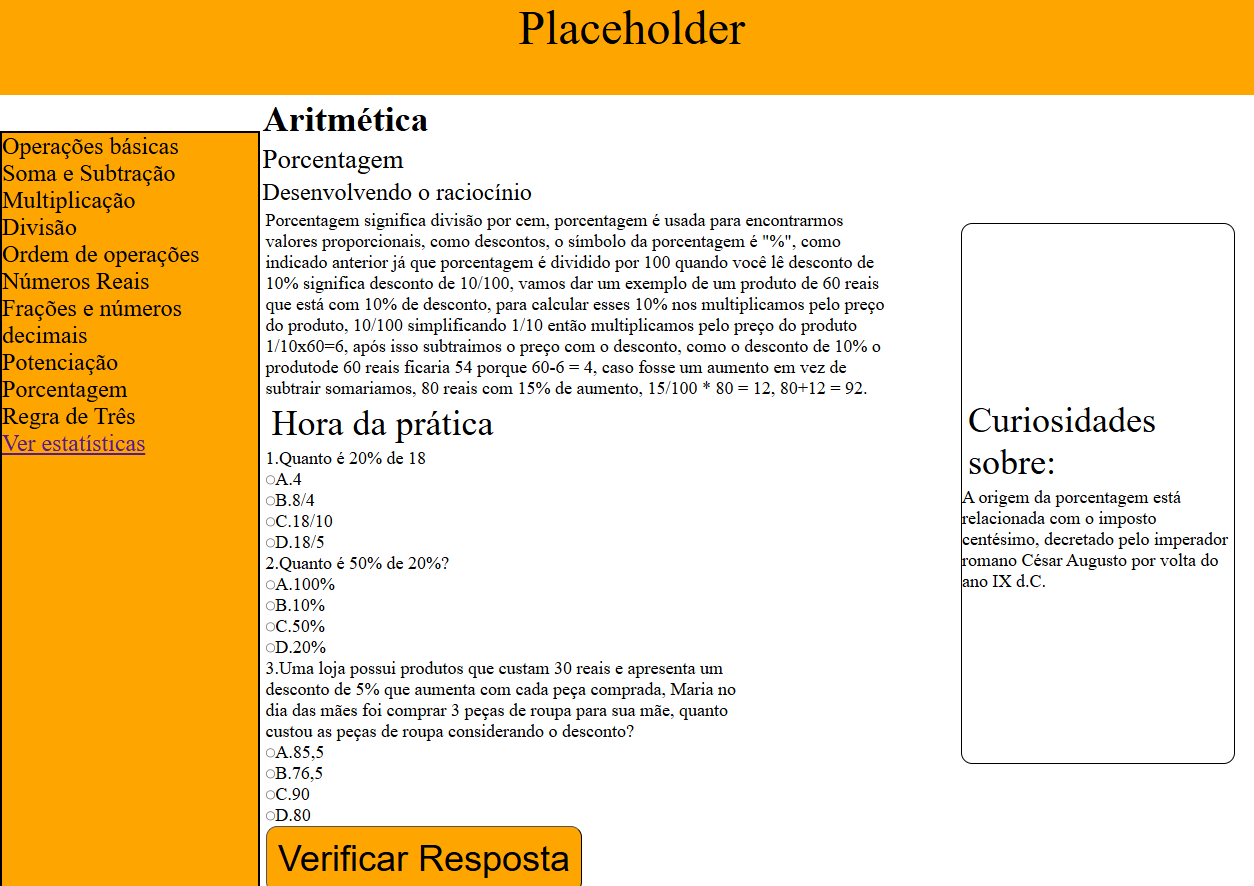 Placeholder
Operações básicas
Soma e Subtração
Multiplicação
Divisão
Ordem de operações
Números Reais
Frações e números
decimais
Potenciação
Porcentagem
Regra de Três
Ver estatísticas
Aritmética
Porcentagem
Desenvolvendo o raciocínio
Porcentagem significa divisão por cem, porcentagem é usada para encontrarmos
valores proporcionais, como descontos, o símbolo da porcentagem é "%", como
indicado anterior já que porcentagem é dividido por 100 quando você lê desconto de
10% significa desconto de 10/100, vamos dar um exemplo de um produto de 60 reais
que está com 10% de desconto, para calcular esses 10% nos multiplicamos pelo preço
do produto, 10/100 simplificando 1/10 então multiplicamos pelo preço do produto
1/10x60=6, após isso subtraimos o preço com o desconto, como o desconto de 10% o
produtode 60 reais ficaria 54 porque 60-6 = 4, caso fosse um aumento em vez de
subtrair somariamos, 80 reais com 15% de aumento, 15/100 * 80 = 12, 80+12 = 92.
Hora da prática
1.Quanto é 20% de 18
A.4
B.8/4
C.18/10
D.18/5
2.Quanto é 50% de 20%?
A.100%
B.10%
C.50%
D.20%
3.Uma loja possui produtos que custam 30 reais e apresenta um
desconto de 5% que aumenta com cada peça comprada, Maria no
dia das mães foi comprar 3 peças de roupa para sua mãe, quanto
custou as peças de roupa considerando o desconto?
A.85,5
B.76,5
C.90
D.80
Verificar Resposta
Curiosidades
sobre:
A origem da porcentagem está
relacionada com o imposto
centésimo, decretado pelo imperador
romano César Augusto por volta do
ano IX d.C.